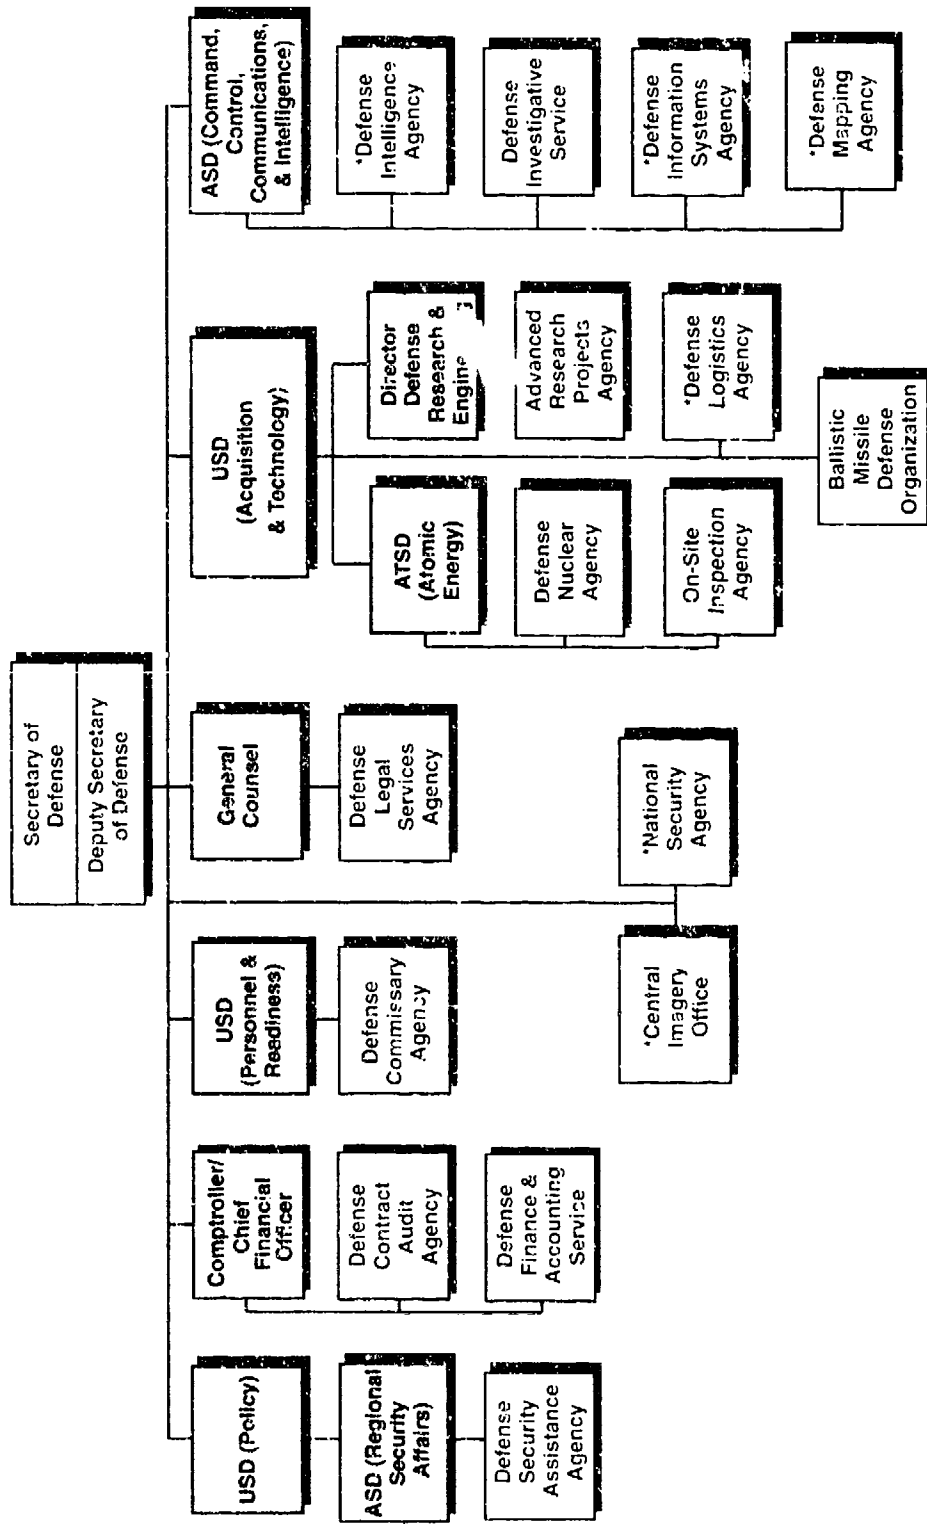 Secretary of
Defense
Deputy Secretary
of Defense
USD (Policy)
ASD (Regional
Security
Affairs)
Defense
Security
Assistance
Agency
Comptroller/
Chief
Financial
Officer
Defense
Contract
Audit
Agency
Defense
Finance &
Accounting
Service
USD
(Personnel &
Readiness)
Defense
Commissary
Agency
*Central
Imagery
Office
*National
Security
Agency
General
Counsel
Defense
Legal
Services
Agency
USD
(Acquisition
& Technology)
ATSD
(Atomic
Energy)
Defense
Nuclear
Agency
On-Site
Inspection
Agency
Director
Defense
Research &
Advanced
Research
Projects
Agency
*Defense
Logistics
Agency
Ballistic
Missile
Defense
Organization
ASD (Command,
Control,
Communications,
& Intelligence)
*Defense
Intelligence
Agency
Defense
Investigative
Service
*Defense
Information
Systems
Agency
*Defense
Mapping
Agency